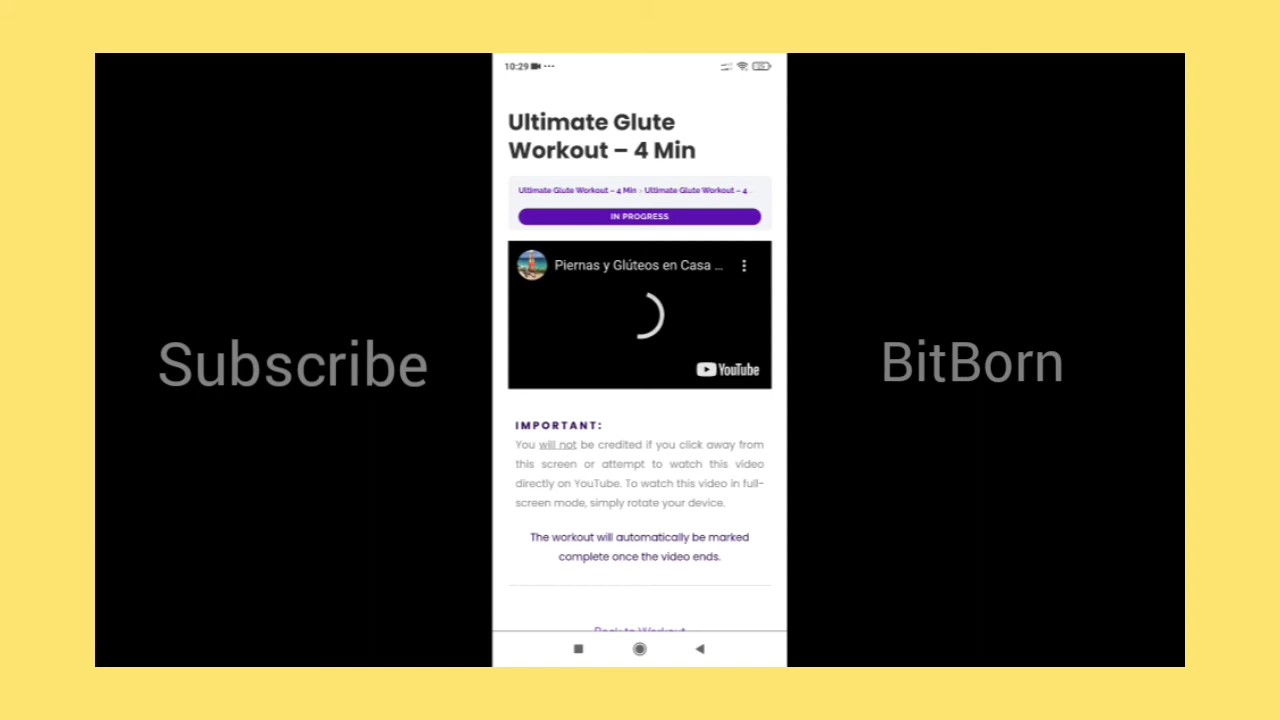 10:29
Ultimate Glute
Workout – 4 Min
Ultimate Glute Workout – 4 Min > Ultimate Glute Workout – 4
IN PROGRESS
Piernas y Glúteos en Casa ...
YouTube
Subscribe
BitBorn
IMPORTANT:
You will not be credited if you click away from
this screen or attempt to watch this video
directly on YouTube. To watch this video in full-
screen mode, simply rotate your device.
The workout will automatically be marked
complete once the video ends.
Back to Workout